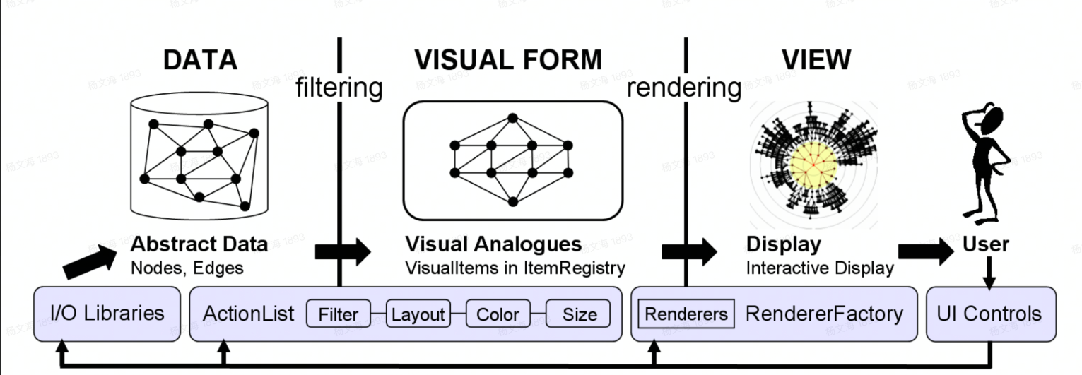 DATA
VISUAL FORM
VIEW
filtering
rendering
Abstract Data
Nodes, Edges
Visual Analogues
VisualItems in ItemRegistry
Display
Interactive Display
User
I/O Libraries
ActionList
Filter
Layout
Color
Size
Renderers
RendererFactory
UI Controls